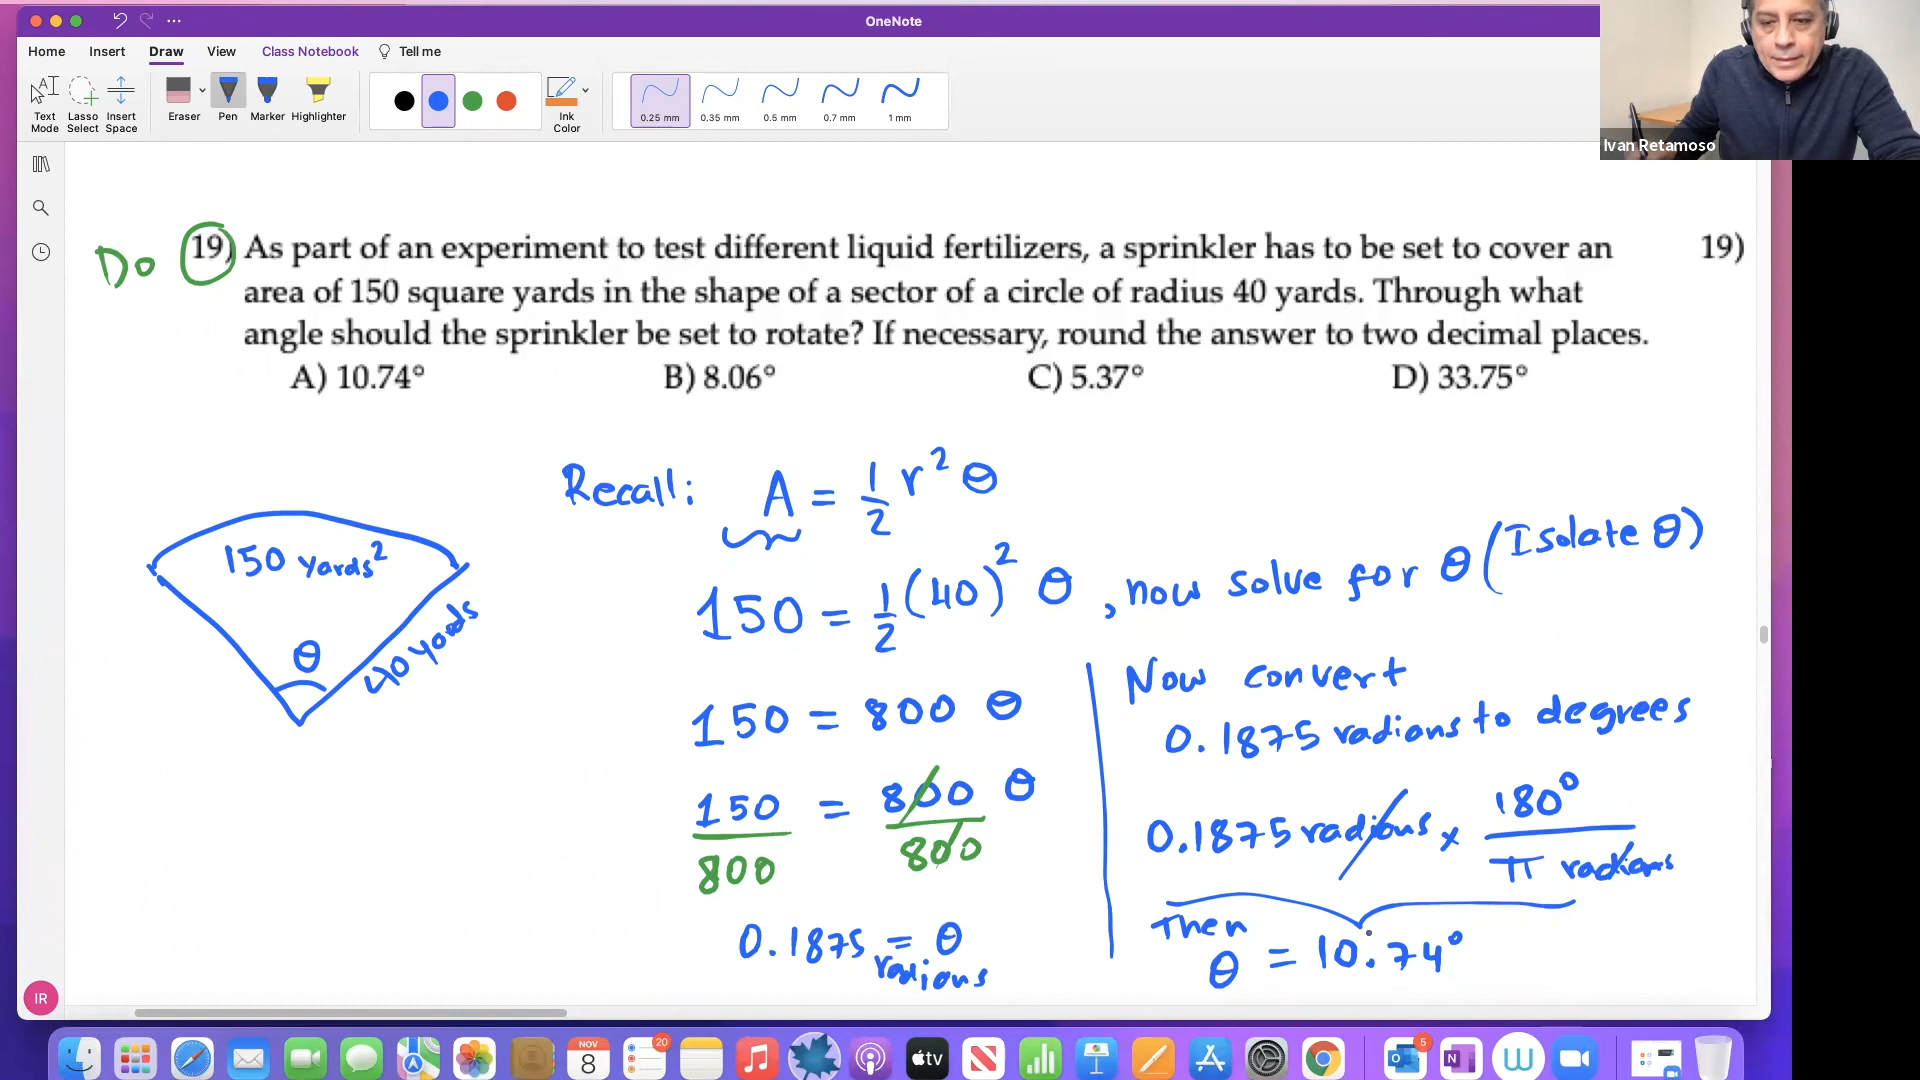 OneNote
Home Insert Draw View Class Notebook Tell me
Text Mode
Lasso Select
Insert Space
Eraser
Pen
Marker
Highlighter
Ink Color
0.25 mm
0.35 mm
0.5 mm
0.7 mm
1 mm
Ivan Retamoso
Do 19) As part of an experiment to test different liquid fertilizers, a sprinkler has to be set to cover an 19)
area of 150 square yards in the shape of a sector of a circle of radius 40 yards. Through what
angle should the sprinkler be set to rotate? If necessary, round the answer to two decimal places.
A) 10.74° B) 8.06° C) 5.37° D) 33.75°
150 yards²
θ
40 yards
Recall: A = 1/2 r² θ
150 = 1/2 (40)² θ , now solve for θ (Isolate θ)
150 = 800 θ
150/800 = 800/800 θ
0.1875 radians = θ
Now convert
0.1875 radians to degrees
0.1875 radians x 180°/π radians
Then
θ = 10.74°
IR
NOV
8
20
tv
5
N
W